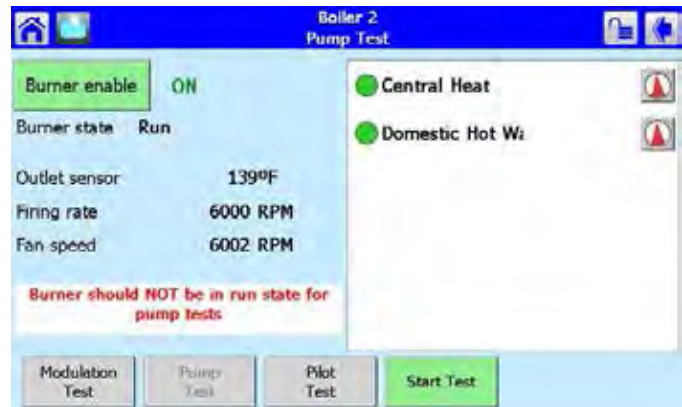 Boiler 2
Pump Test
Burner enable ON
Central Heat
Burner state Run
Domestic Hot Wa
Outlet sensor 139ºF
Firing rate 6000 RPM
Fan speed 6002 RPM
Burner should NOT be in run state for
pump tests
Modulation
Test
Pump
Test
Pilot
Test
Start Test